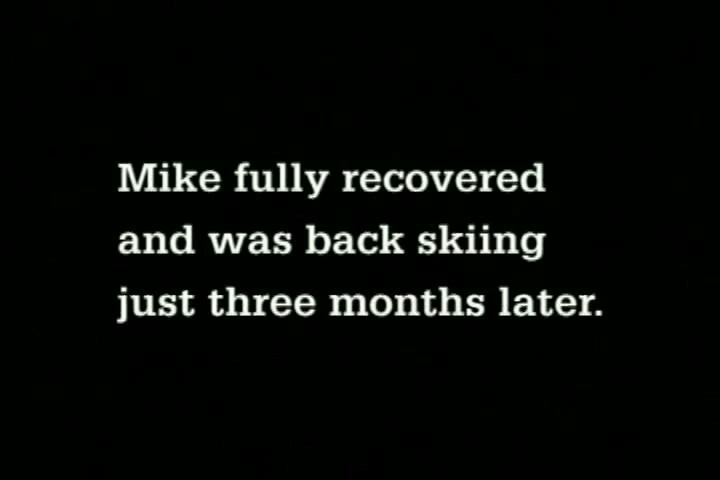 Mike fully recovered
and was back skiing
just three months later.